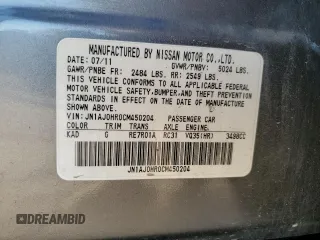 MANUFACTURED BY NISSAN MOTOR CO.,LTD.
DATE: 07/11 GVWR/PNBV: 5024 LBS.
GAWR/PNBE FR: 2484 LBS. RR: 2549 LBS.
THIS VEHICLE CONFORMS TO ALL APPLICABLE FEDERAL
MOTOR VEHICLE SAFETY, BUMPER, AND THEFT PREVENTION
STANDARDS IN EFFECT ON THE DATE OF MANUFACTURE
SHOWN ABOVE.
VIN: JN1AJ0HR0CM450204 PASSENGER CAR
COLOR TRIM TRANS AXLE ENGINE
KAD G RE7R01A RC31 VQ35(HR) 3498CC
JN1AJ0HR0CM450204